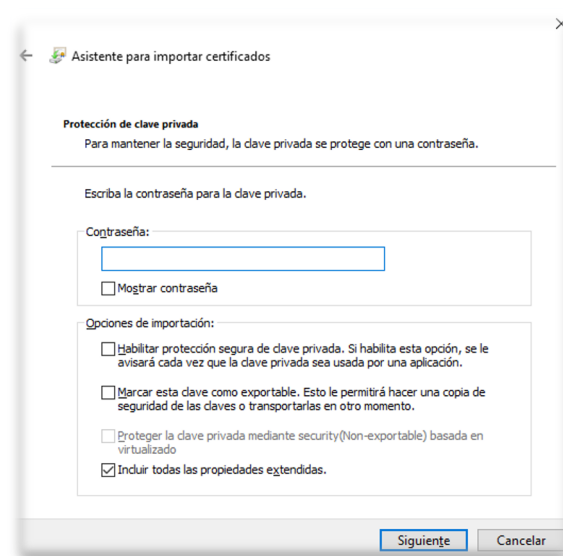 Asistente para importar certificados
Protección de clave privada
Para mantener la seguridad, la clave privada se protege con una contraseña.
Escriba la contraseña para la clave privada.
Contraseña:
Mostrar contraseña
Opciones de importación:
Habilitar protección segura de clave privada. Si habilita esta opción, se le
avisará cada vez que la clave privada sea usada por una aplicación.
Marcar esta clave como exportable. Esto le permitirá hacer una copia de
seguridad de las claves o transportarlas en otro momento.
Proteger la clave privada mediante security(Non-exportable) basada en
virtualizado
Incluir todas las propiedades extendidas.
Siguiente Cancelar